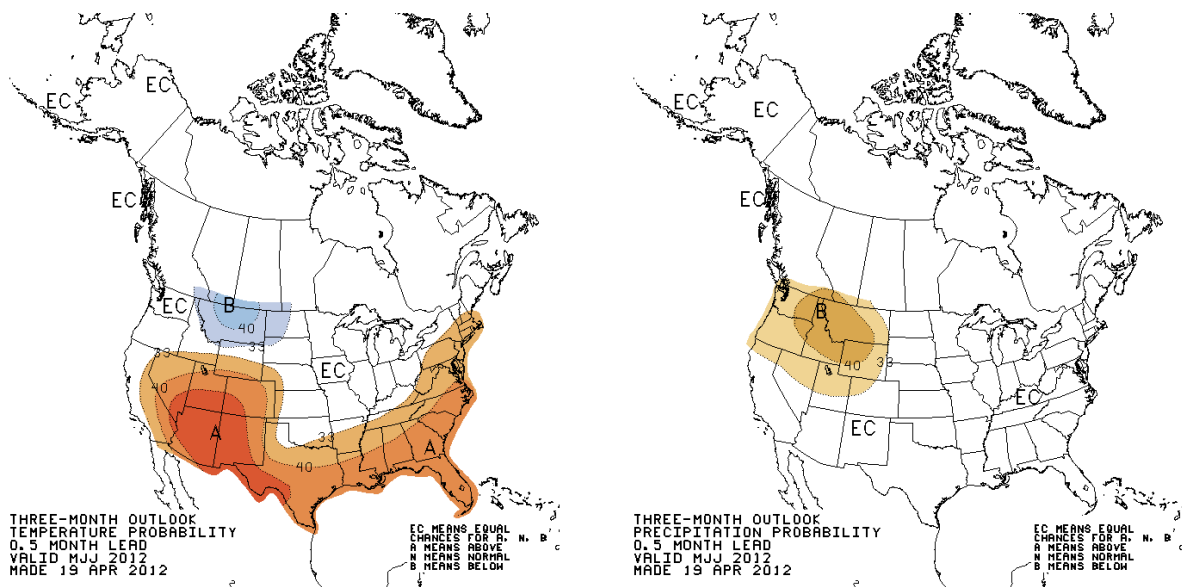 EC
EC
EC
EC
B
40
33
33
40
EC
A
33
40
A
THREE-MONTH OUTLOOK
TEMPERATURE PROBABILITY
0.5 MONTH LEAD
VALID MJJ 2012
MADE 19 APR 2012
EC MEANS EQUAL
CHANCES FOR A, N, B
A MEANS ABOVE
N MEANS NORMAL
B MEANS BELOW
EC
EC
EC
B
40
33
EC
EC
THREE-MONTH OUTLOOK
PRECIPITATION PROBABILITY
0.5 MONTH LEAD
VALID MJJ 2012
MADE 19 APR 2012
EC MEANS EQUAL
CHANCES FOR A, N, B
A MEANS ABOVE
N MEANS NORMAL
B MEANS BELOW